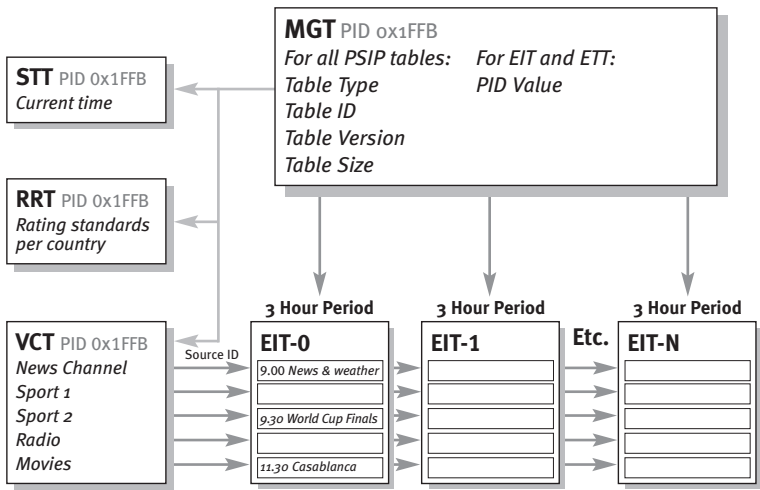 MGT PID 0x1FFB
For all PSIP tables: For EIT and ETT:
Table Type PID Value
Table ID
Table Version
Table Size
STT PID 0x1FFB
Current time
RRT PID 0x1FFB
Rating standards
per country
3 Hour Period 3 Hour Period 3 Hour Period
VCT PID 0x1FFB
News Channel
Sport 1
Sport 2
Radio
Movies
Source ID
EIT-0
9.00 News & weather
9.30 World Cup Finals
11.30 Casablanca
EIT-1
Etc.
EIT-N